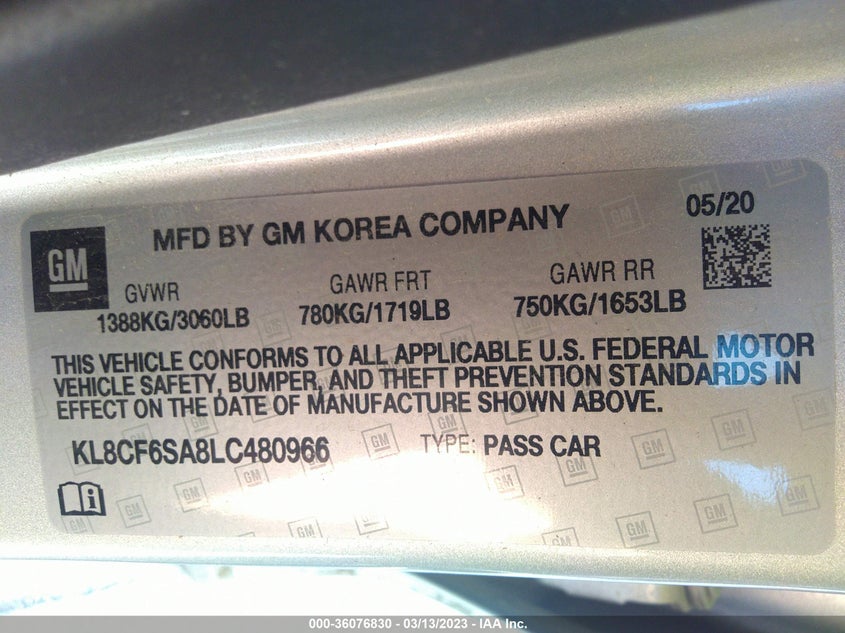 MFD BY GM KOREA COMPANY 05/20
GM
GVWR GAWR FRT GAWR RR
1388KG/3060LB 780KG/1719LB 750KG/1653LB
THIS VEHICLE CONFORMS TO ALL APPLICABLE U.S. FEDERAL MOTOR
VEHICLE SAFETY, BUMPER, AND THEFT PREVENTION STANDARDS IN
EFFECT ON THE DATE OF MANUFACTURE SHOWN ABOVE.
KL8CF6SA8LC480966 TYPE: PASS CAR
000-36076830 - 03/13/2023 - IAA Inc.